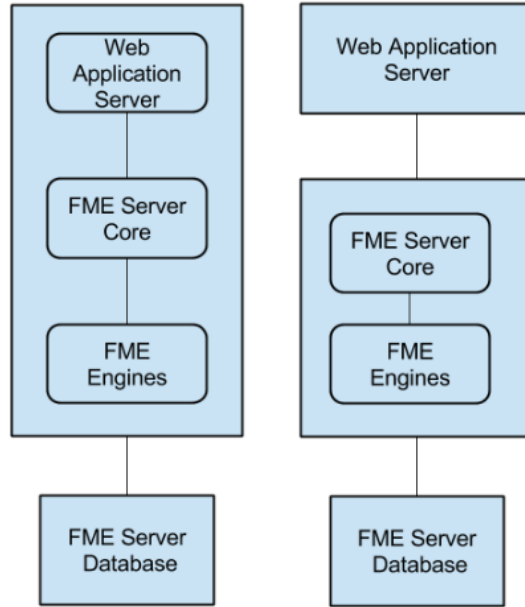 Web
Application
Server
FME Server
Core
FME
Engines
FME Server
Database
Web Application
Server
FME Server
Core
FME
Engines
FME Server
Database